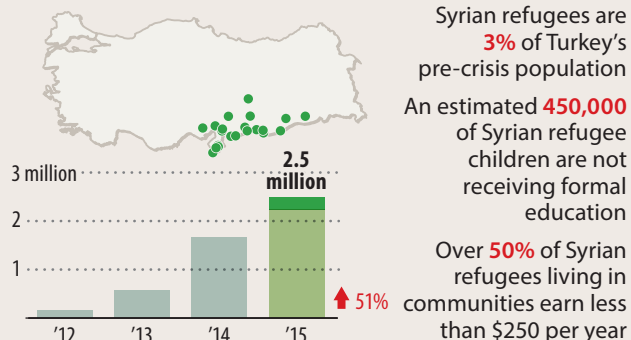 Syrian refugees are
3% of Turkey's
pre-crisis population
An estimated 450,000
of Syrian refugee
children are not
receiving formal
education
Over 50% of Syrian
refugees living in
communities earn less
than $250 per year
2.5
million
3 million
2
1
51%
'12 '13 '14 '15